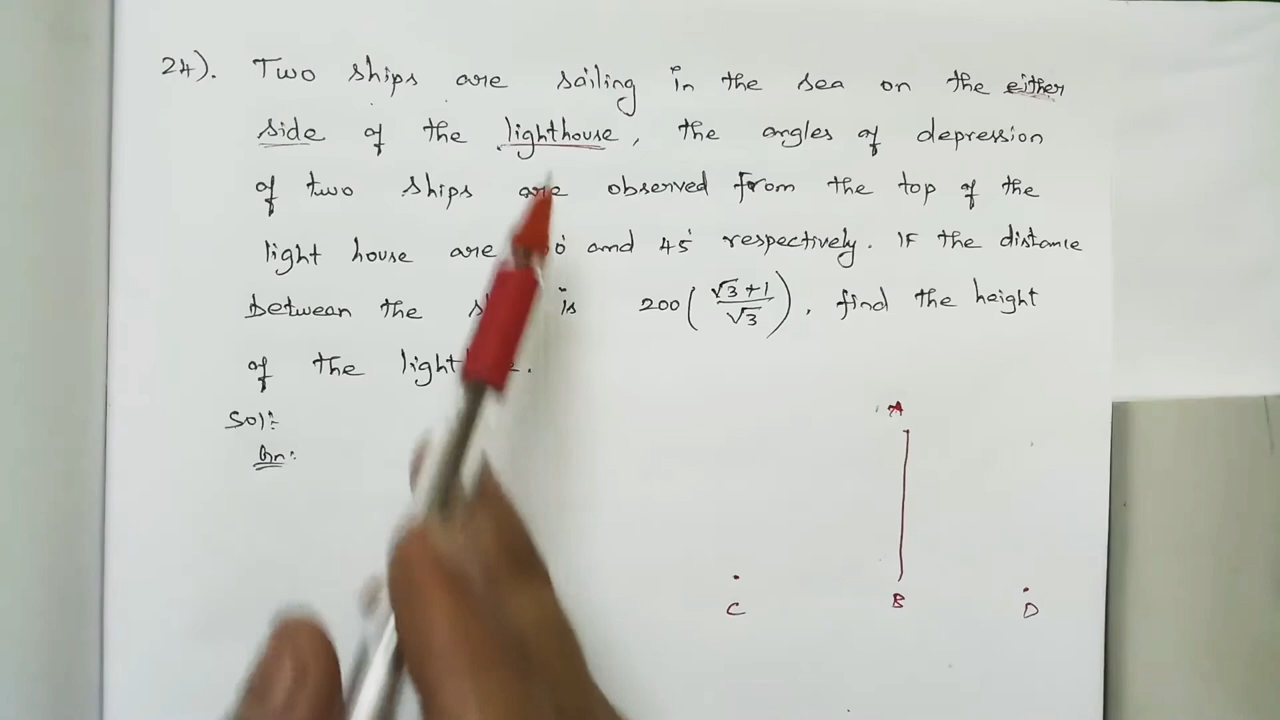 24). Two ships are sailing in the sea on the either
side of the lighthouse, the angles of depression
of two ships are observed from the top of the
light house are and 45° respectively. If the distance
between the is 200(√3+1/√3), find the height
of the
Sol:-
Gn:
A
C B D